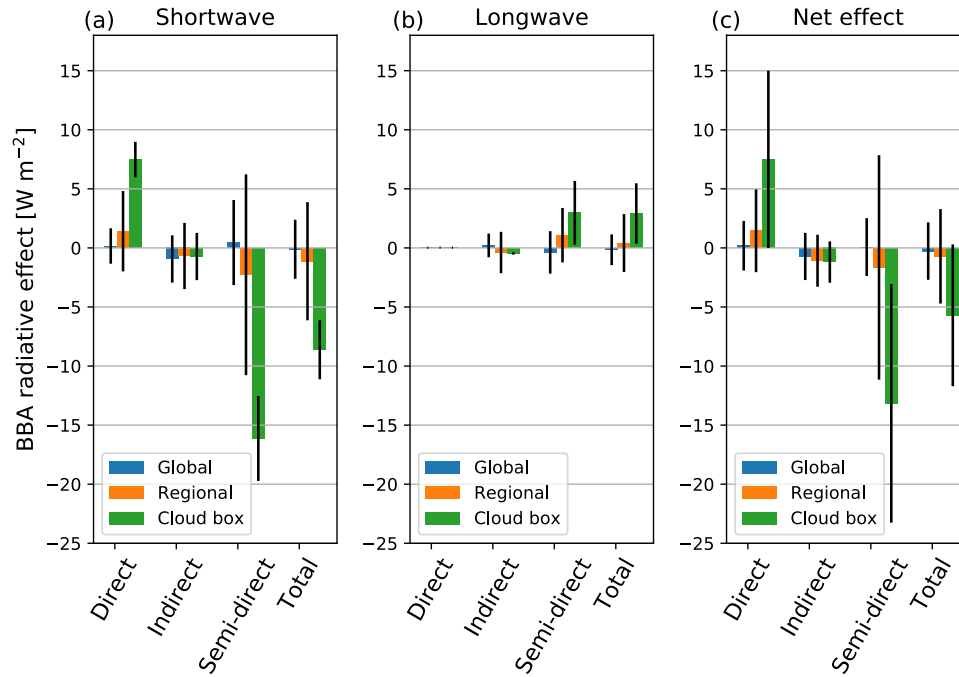 (a) Shortwave
(b) Longwave
(c) Net effect
BBA radiative effect [W m−2]
15
10
5
0
−5
−10
−15
−20
−25
Global
Regional
Cloud box
Direct
Indirect
Semi-direct
Total
15
10
5
0
−5
−10
−15
−20
−25
Global
Regional
Cloud box
Direct
Indirect
Semi-direct
Total
15
10
5
0
−5
−10
−15
−20
−25
Global
Regional
Cloud box
Direct
Indirect
Semi-direct
Total